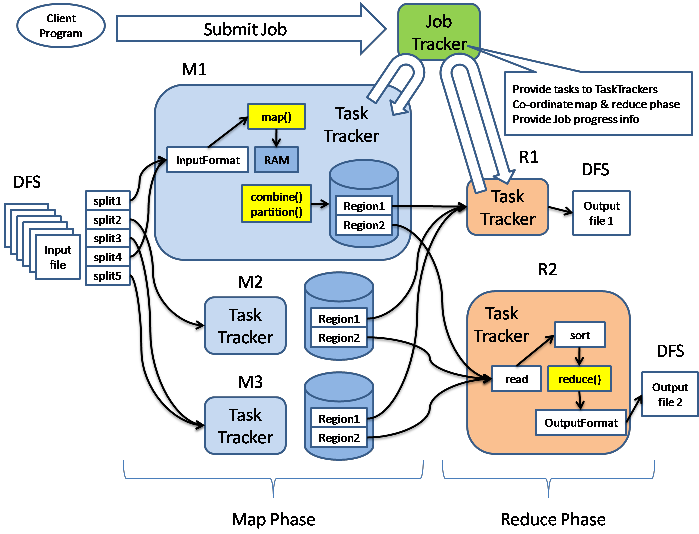 Client
Program
Submit Job
Job
Tracker
Provide tasks to TaskTrackers
Co-ordinate map & reduce phase
Provide Job progress info
M1
map()
Task
Tracker
InputFormat
RAM
combine()
partition()
Region1
Region2
DFS
Input
file
split1
split2
split3
split4
split5
M2
Task
Tracker
Region1
Region2
M3
Task
Tracker
Region1
Region2
R1
Task
Tracker
DFS
Output
file 1
R2
Task
Tracker
sort
read
reduce()
OutputFormat
DFS
Output
file 2
Map Phase
Reduce Phase